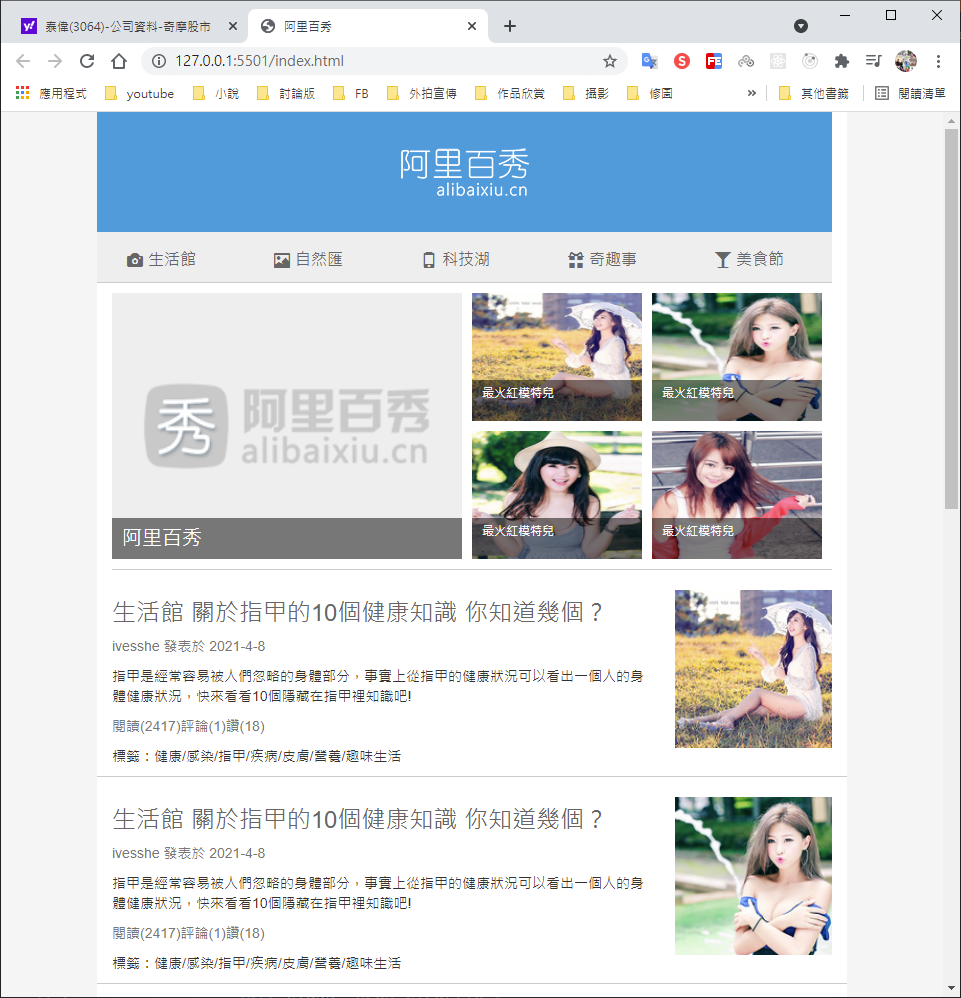 泰偉(3064)-公司資料-奇摩股市
阿里百秀
127.0.0.1:5501/index.html
應用程式 youtube 小說 討論版 FB 外拍宣傳 作品欣賞 攝影 修圖 » 其他書籤 閱讀清單
阿里百秀
alibaixiu.cn
生活館 自然匯 科技湖 奇趣事 美食節
秀 阿里百秀
alibaixiu.cn
阿里百秀
最火紅模特兒 最火紅模特兒
最火紅模特兒 最火紅模特兒
生活館 關於指甲的10個健康知識 你知道幾個？
ivesshe 發表於 2021-4-8
指甲是經常容易被人們忽略的身體部分，事實上從指甲的健康狀況可以看出一個人的身
體健康狀況，快來看看10個隱藏在指甲裡知識吧!
閱讀(2417)評論(1)讚(18)
標籤：健康/感染/指甲/疾病/皮膚/營養/趣味生活
生活館 關於指甲的10個健康知識 你知道幾個？
ivesshe 發表於 2021-4-8
指甲是經常容易被人們忽略的身體部分，事實上從指甲的健康狀況可以看出一個人的身
體健康狀況，快來看看10個隱藏在指甲裡知識吧!
閱讀(2417)評論(1)讚(18)
標籤：健康/感染/指甲/疾病/皮膚/營養/趣味生活